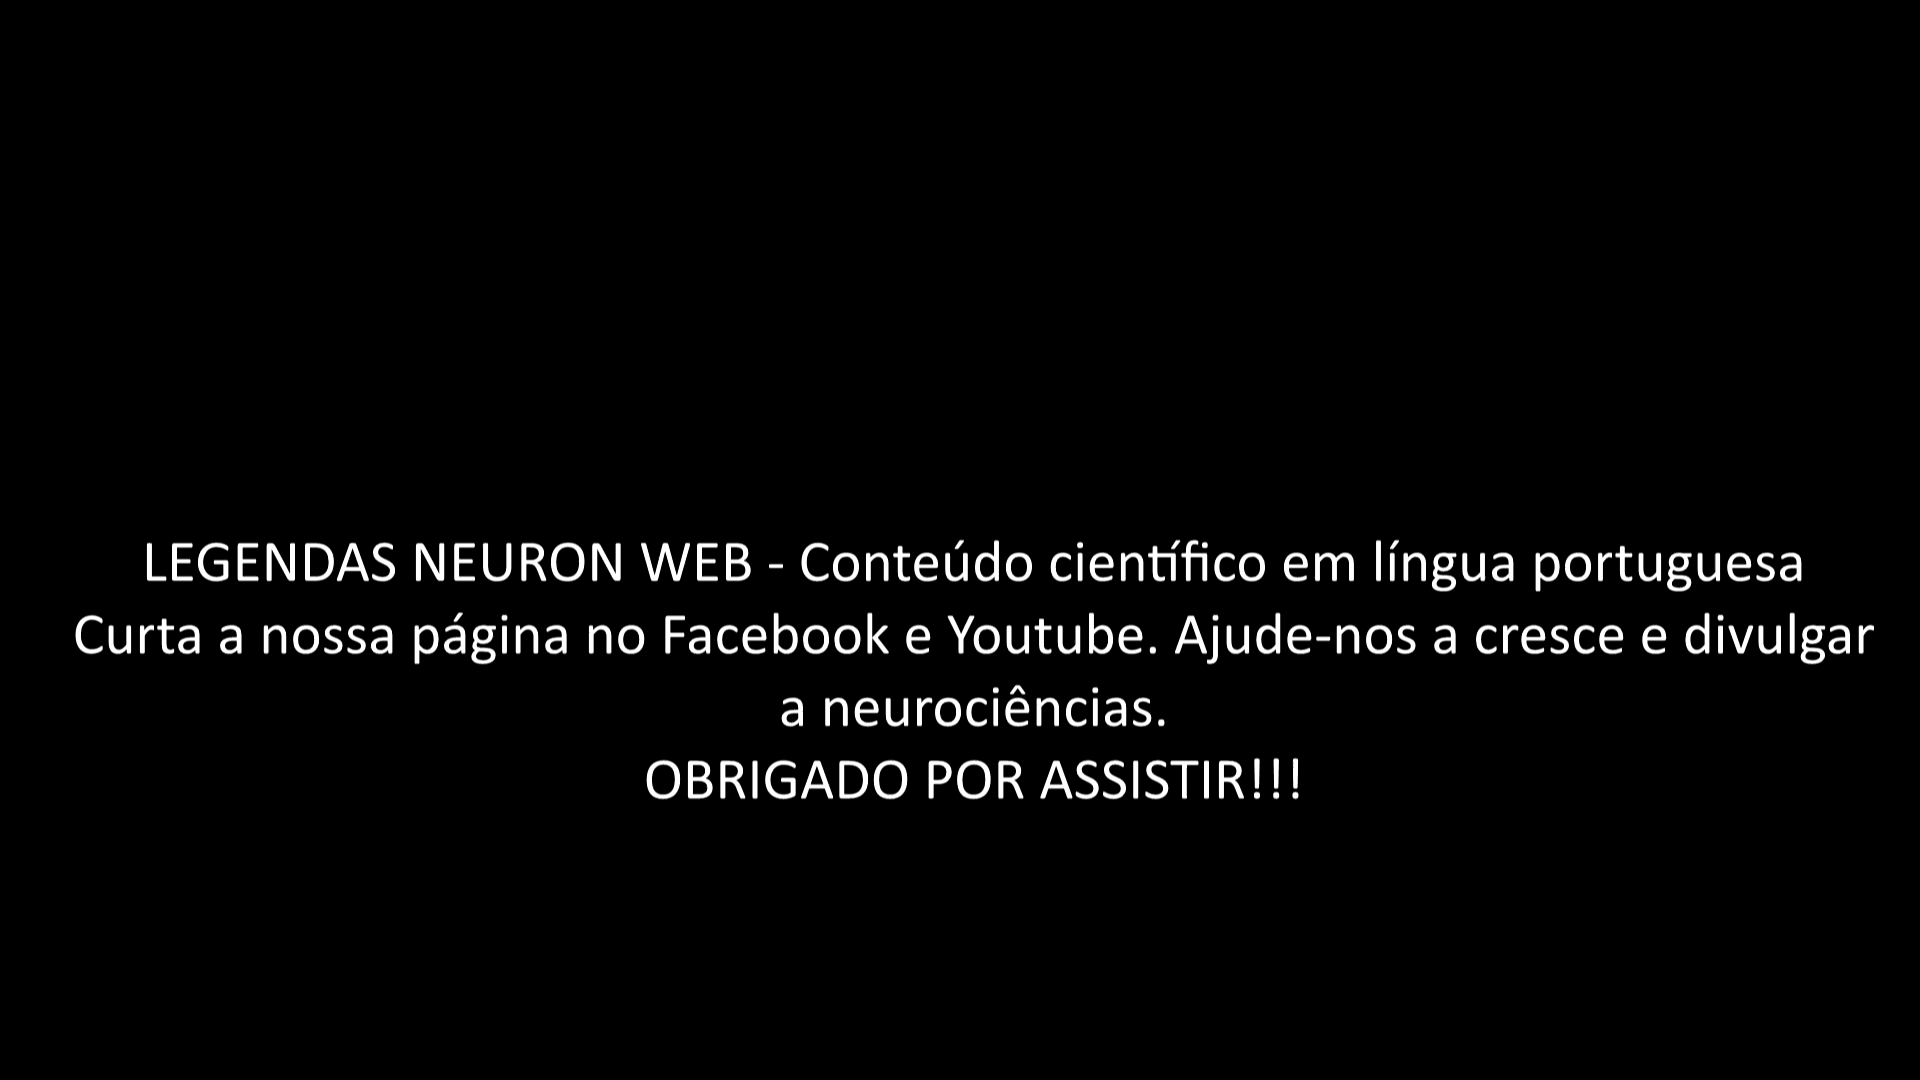 LEGENDAS NEURON WEB - Conteúdo científico em língua portuguesa
Curta a nossa página no Facebook e Youtube. Ajude-nos a cresce e divulgar
a neurociências.
OBRIGADO POR ASSISTIR!!!